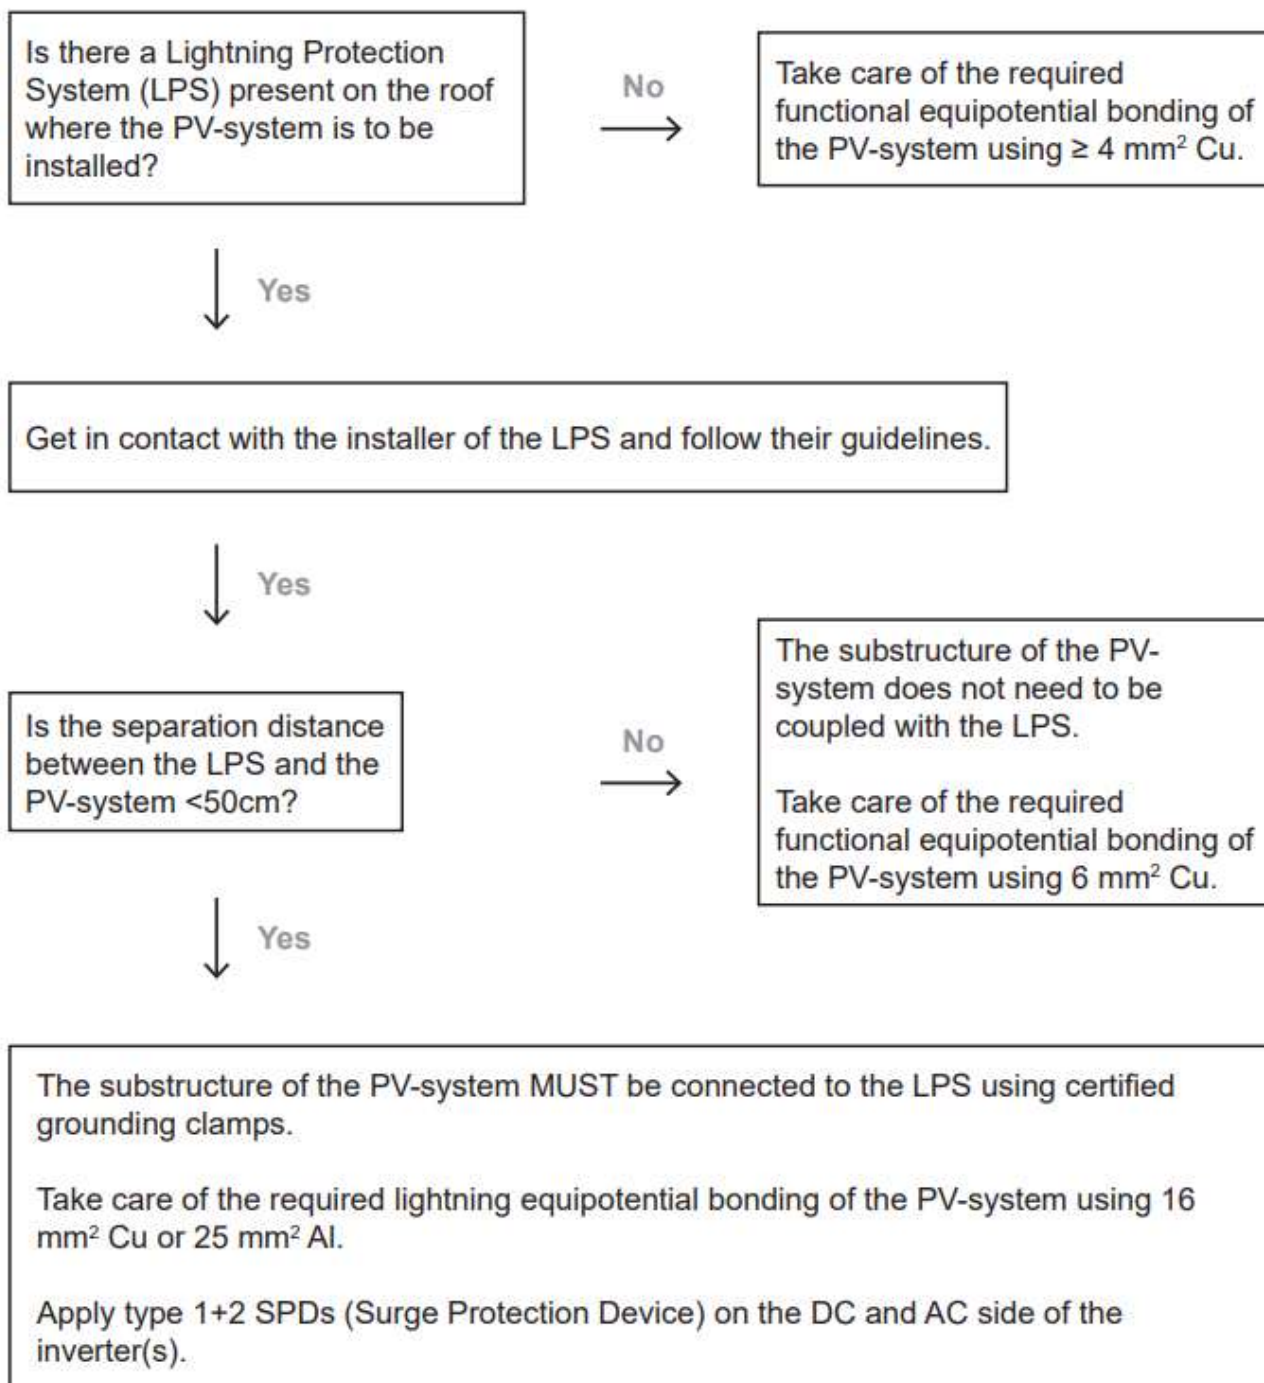 Is there a Lightning Protection
System (LPS) present on the roof
where the PV-system is to be
installed?
No
Take care of the required
functional equipotential bonding of
the PV-system using ≥ 4 mm² Cu.
Yes
Get in contact with the installer of the LPS and follow their guidelines.
Yes
Is the separation distance
between the LPS and the
PV-system <50cm?
No
The substructure of the PV-
system does not need to be
coupled with the LPS.
Take care of the required
functional equipotential bonding of
the PV-system using 6 mm² Cu.
Yes
The substructure of the PV-system MUST be connected to the LPS using certified
grounding clamps.
Take care of the required lightning equipotential bonding of the PV-system using 16
mm² Cu or 25 mm² Al.
Apply type 1+2 SPDs (Surge Protection Device) on the DC and AC side of the
inverter(s).